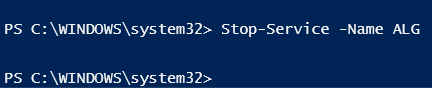 PS C:\WINDOWS\system32> Stop-Service -Name ALG
PS C:\WINDOWS\system32>